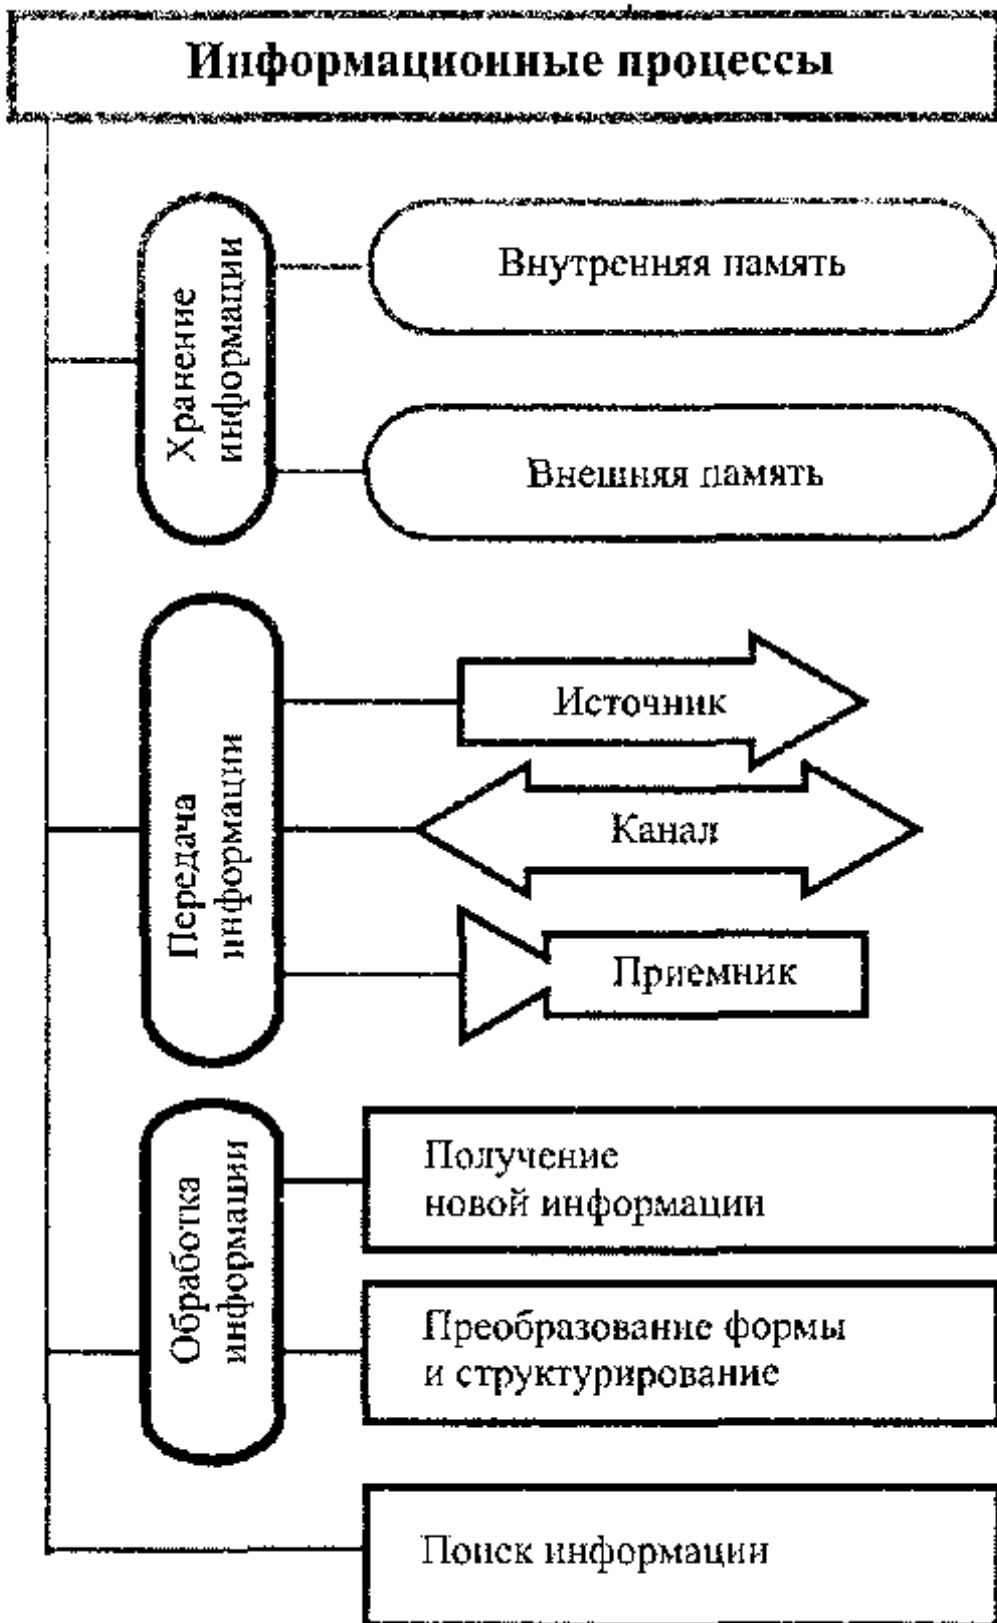 Информационные процессы
Хранение
информации
Внутренняя память
Внешняя память
Передача
информации
Источник
Канал
Приемник
Обработка
информации
Получение
новой информации
Преобразование формы
и структурирование
Поиск информации